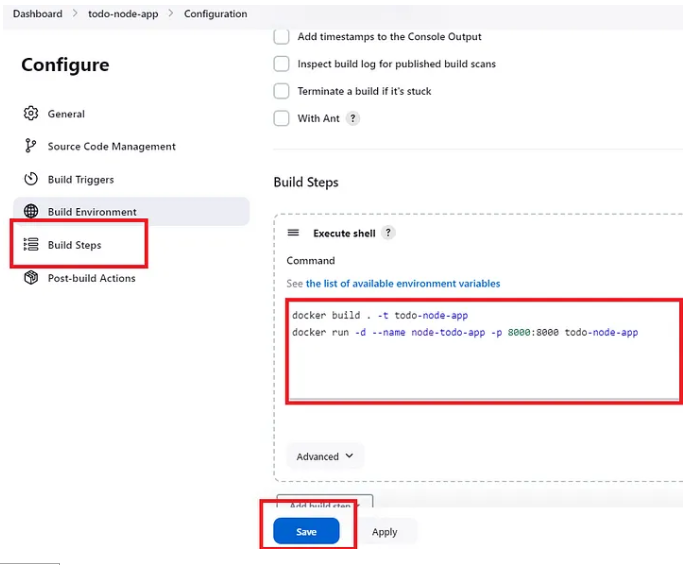 Dashboard > todo-node-app > Configuration
Configure
General
Source Code Management
Build Triggers
Build Environment
Build Steps
Post-build Actions
Add timestamps to the Console Output
Inspect build log for published build scans
Terminate a build if it's stuck
With Ant ?
Build Steps
Execute shell ?
Command
See the list of available environment variables
docker build . -t todo-node-app
docker run -d --name node-todo-app -p 8000:8000 todo-node-app
Advanced
Add build step
Save
Apply